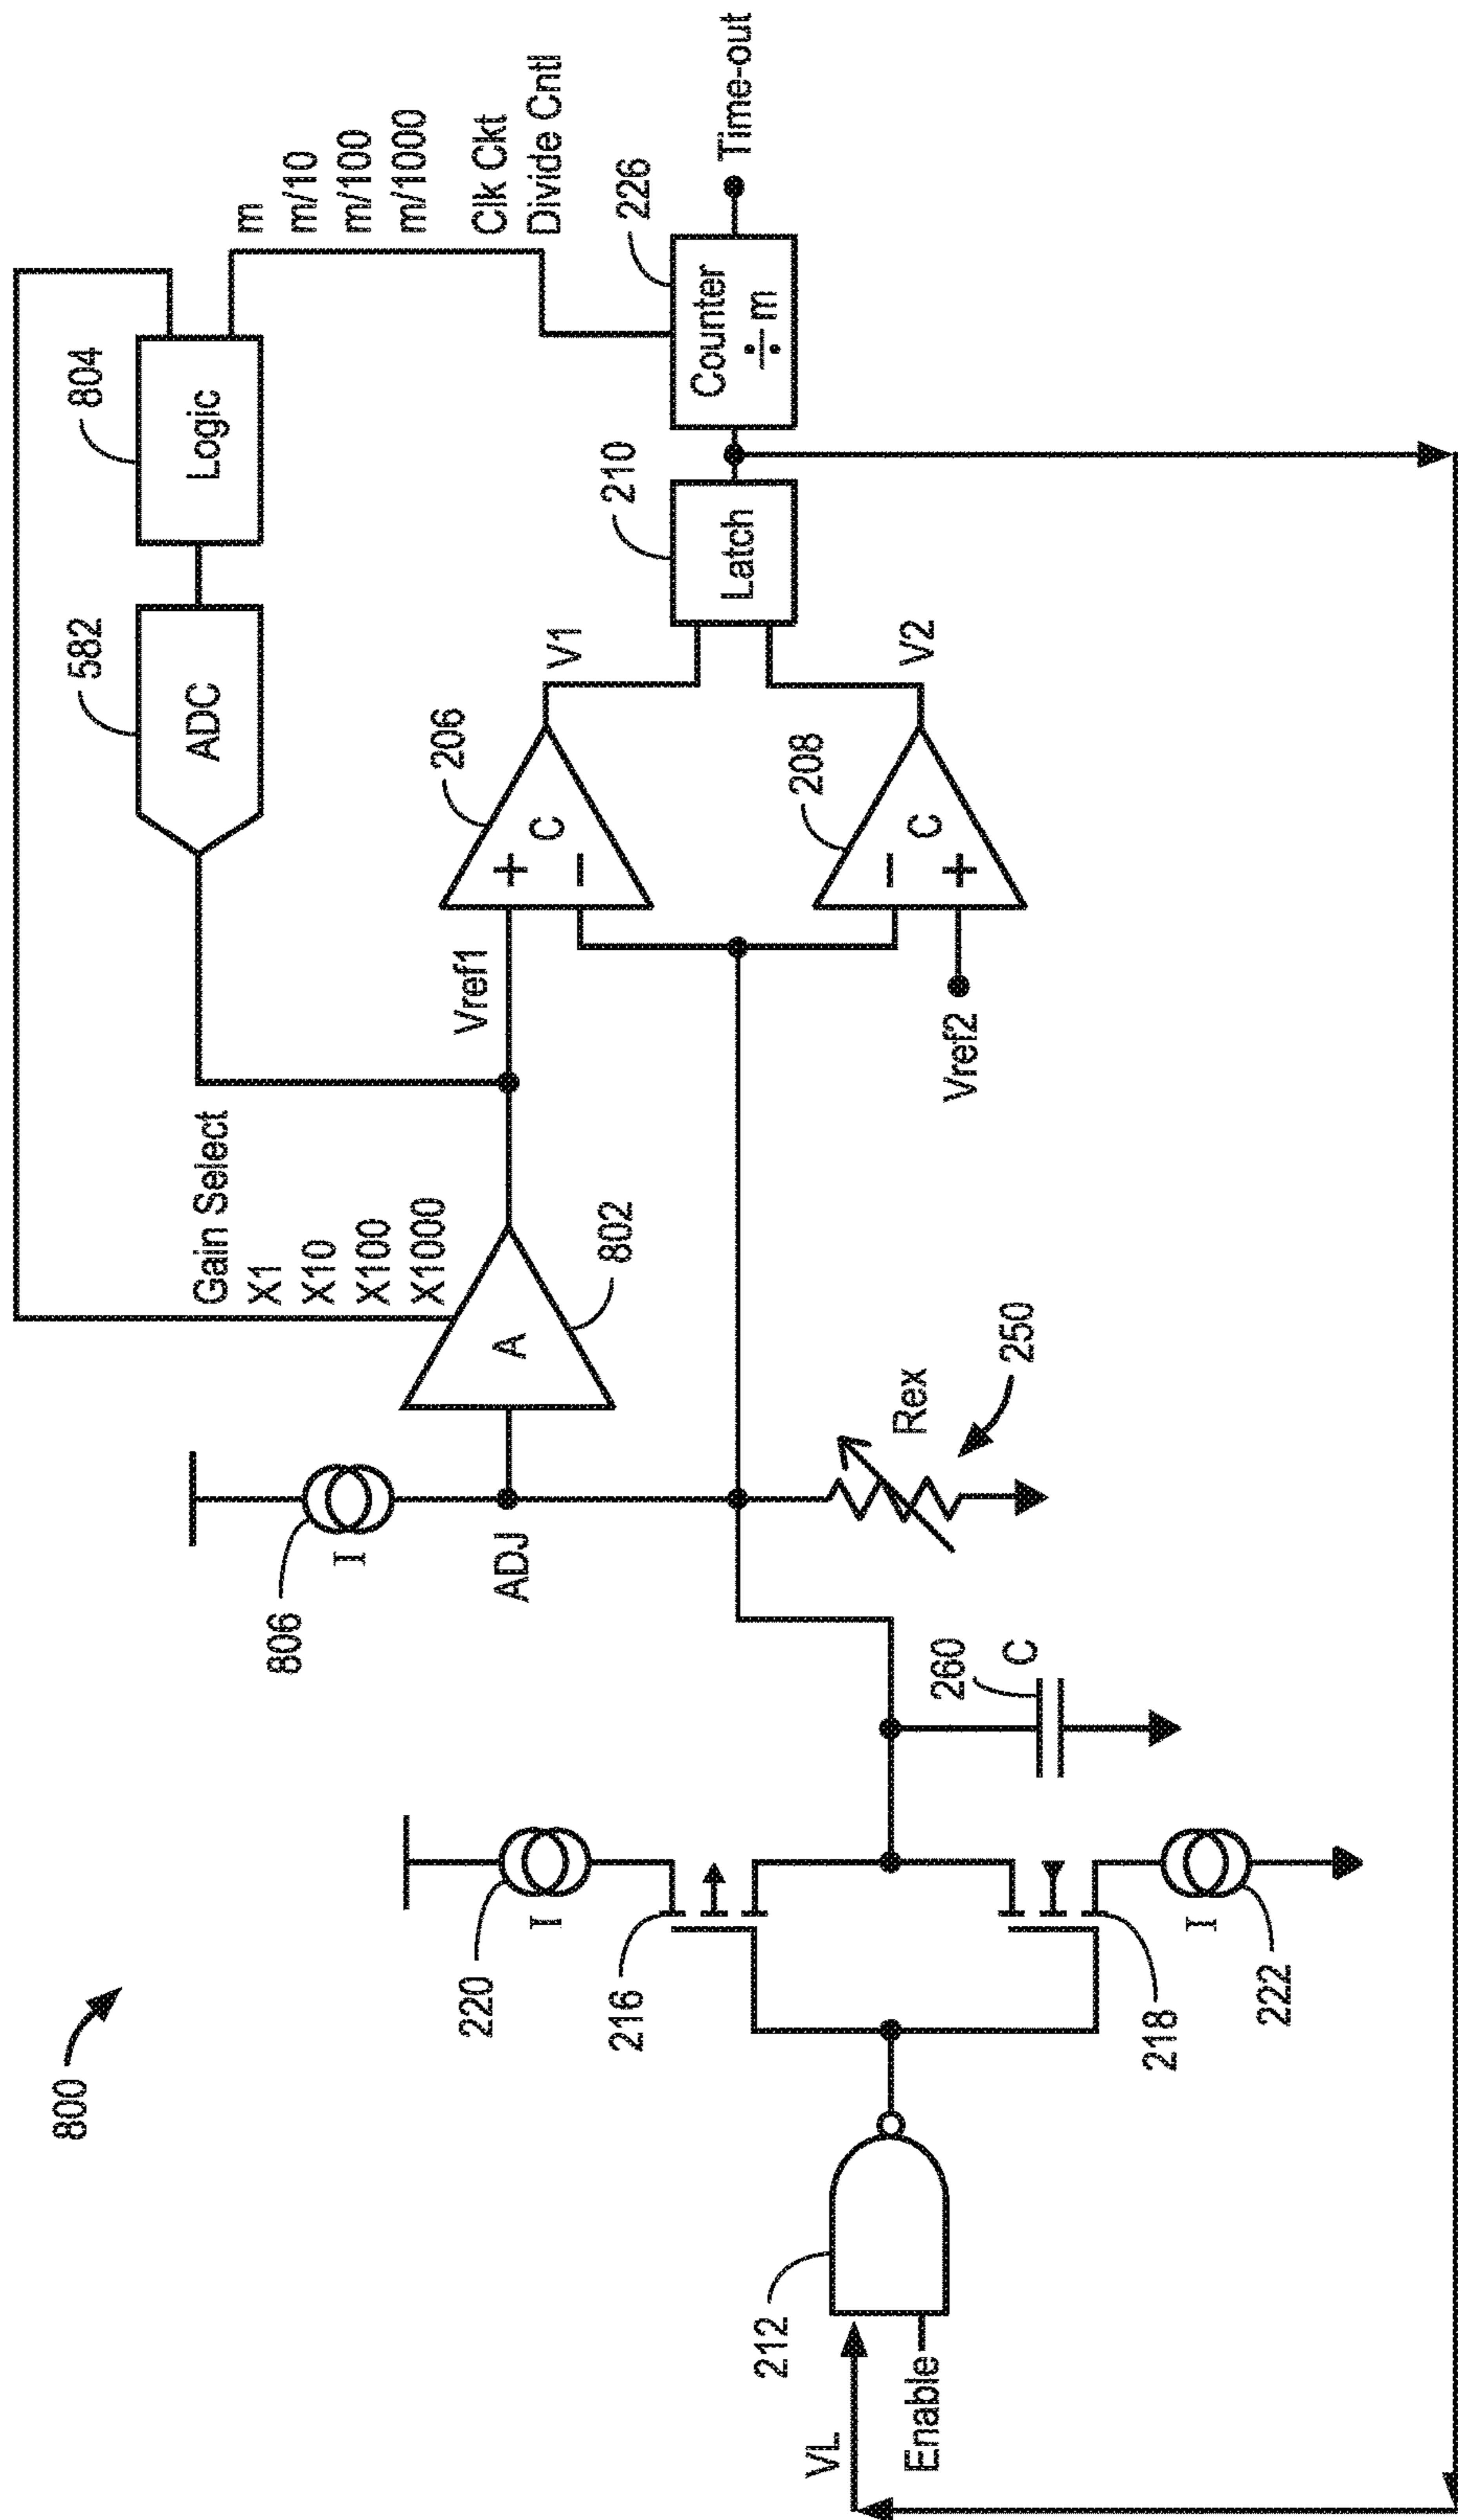 800
806
I
ADJ
Gain Select
X1
X10
X100
X1000
A
802
582
ADC
804
Logic
m
m/10
m/100
m/1000
Clk Ckt
Divide Cntl
Vref1
206
+
C
−
V1
210
Latch
226
Counter
÷ m
Time-out
208
−
C
+
V2
Vref2
Rex
250
220
I
216
260
C
212
VL
Enable
218
I
222